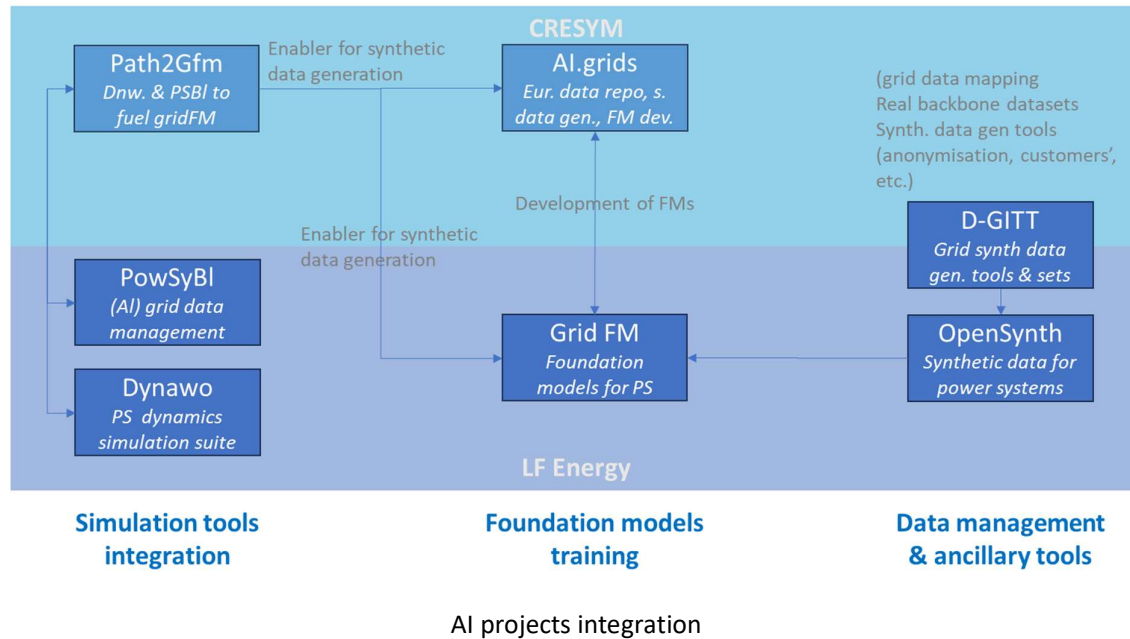 CRESYM
Path2Gfm
Dnw. & PSBl to
fuel gridFM
Enabler for synthetic
data generation
AI.grids
Eur. data repo, s.
data gen., FM dev.
(grid data mapping
Real backbone datasets
Synth. data gen tools
(anonymisation, customers’,
etc.)
Development of FMs
Enabler for synthetic
data generation
D-GITT
Grid synth data
gen. tools & sets
PowSyBl
(AI) grid data
management
Grid FM
Foundation
models for PS
OpenSynth
Synthetic data for
power systems
Dynawo
PS dynamics
simulation suite
LF Energy
Simulation tools
integration
Foundation models
training
Data management
& ancillary tools
AI projects integration